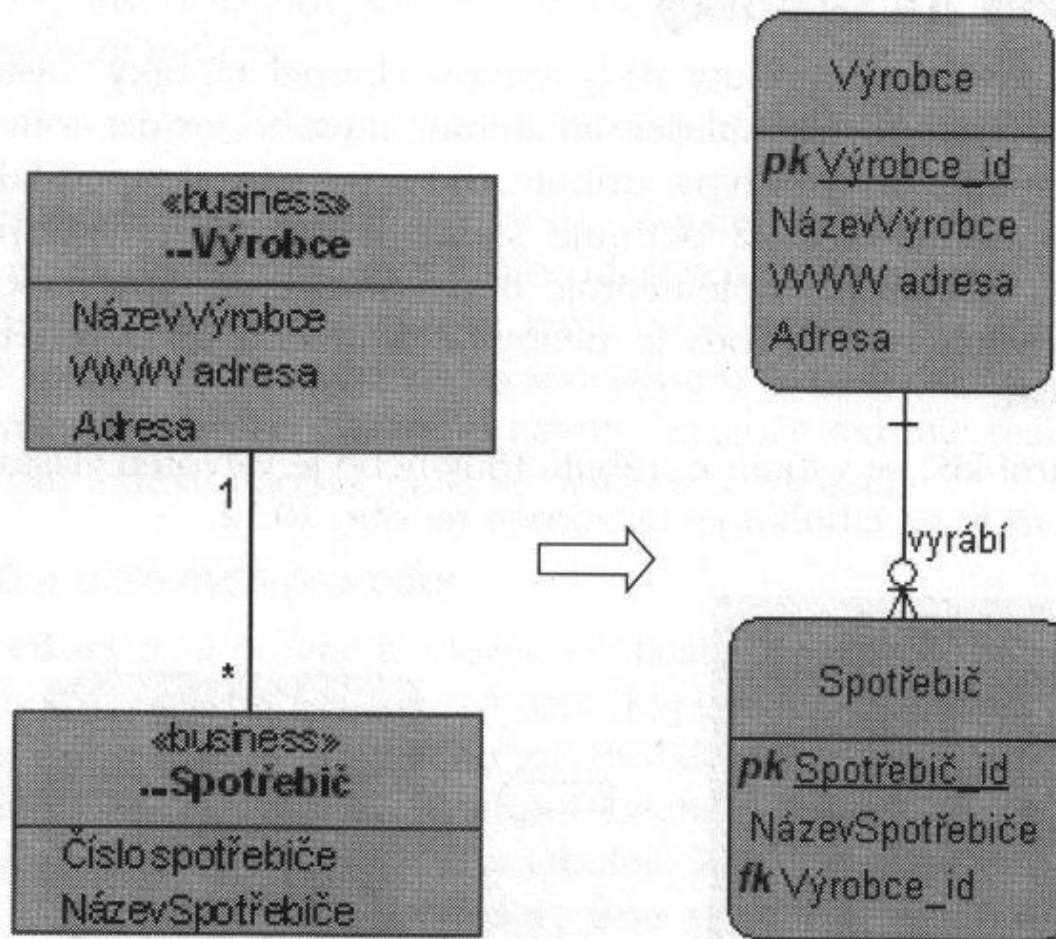 «business»
...Výrobce
NázevVýrobce
WWW adresa
Adresa
1
*
«business»
...Spotřebič
Číslo spotřebiče
NázevSpotřebiče
Výrobce
pk Výrobce_id
NázevVýrobce
WWW adresa
Adresa
vyrábí
Spotřebič
pk Spotřebič_id
NázevSpotřebiče
fk Výrobce_id